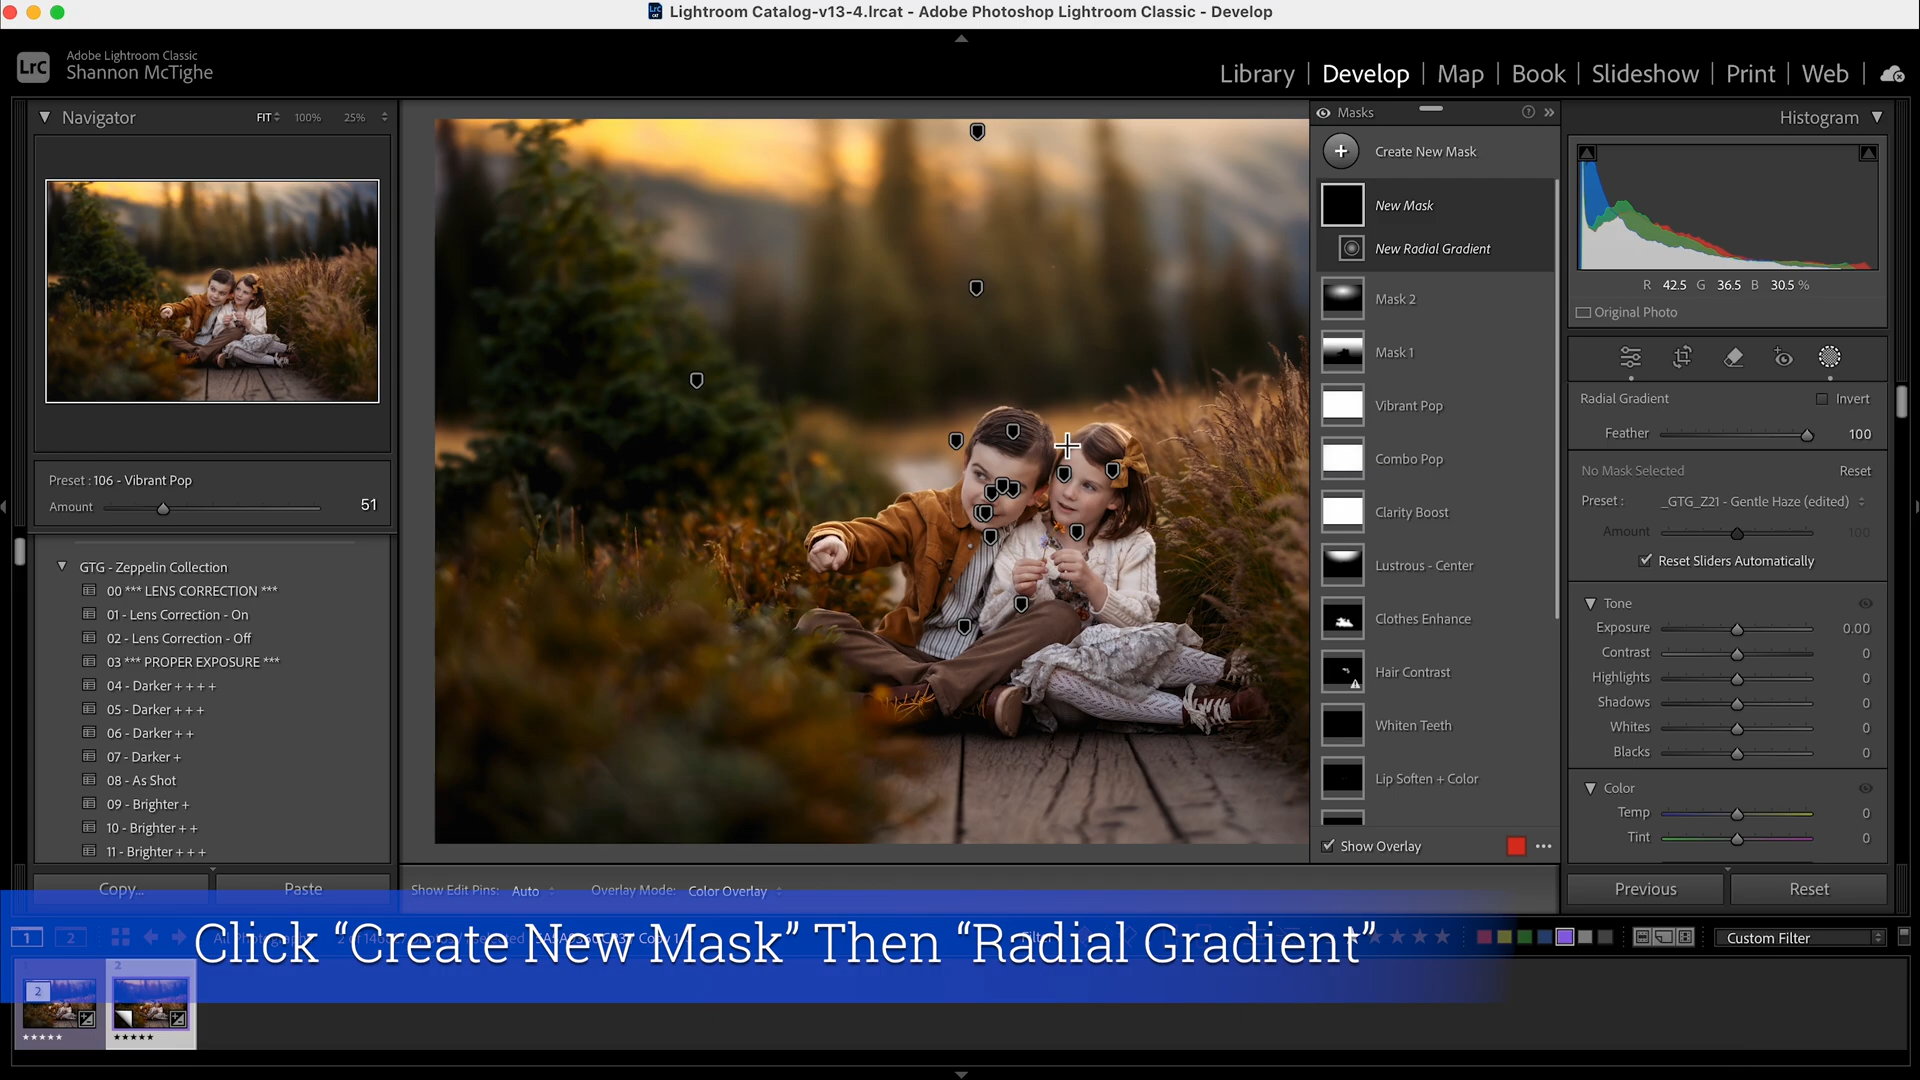 Lightroom Catalog-v13-4.lrcat - Adobe Photoshop Lightroom Classic - Develop
LrC
Adobe Lightroom Classic
Shannon McTighe
Library | Develop | Map | Book | Slideshow | Print | Web |
Navigator
FIT
100%
25%
Preset : 106 - Vibrant Pop
Amount
51
GTG - Zeppelin Collection
00 *** LENS CORRECTION ***
01 - Lens Correction - On
02 - Lens Correction - Off
03 *** PROPER EXPOSURE ***
04 - Darker + + + +
05 - Darker + + +
06 - Darker + +
07 - Darker +
08 - As Shot
09 - Brighter +
10 - Brighter + +
11 - Brighter + + +
Copy...
Paste
Masks
Create New Mask
New Mask
New Radial Gradient
Mask 2
Mask 1
Vibrant Pop
Combo Pop
Clarity Boost
Lustrous - Center
Clothes Enhance
Hair Contrast
Whiten Teeth
Lip Soften + Color
Show Overlay
Histogram
R 42.5 G 36.5 B 30.5 %
Original Photo
Radial Gradient
Invert
Feather
100
No Mask Selected
Reset
Preset :
_GTG_Z21 - Gentle Haze (edited)
Amount
100
Reset Sliders Automatically
Tone
Exposure 0.00
Contrast 0
Highlights 0
Shadows 0
Whites 0
Blacks 0
Color
Temp 0
Tint 0
Previous
Reset
Show Edit Pins: Auto
Overlay Mode: Color Overlay
Click “Create New Mask” Then “Radial Gradient”
1
2
Custom Filter
2
2